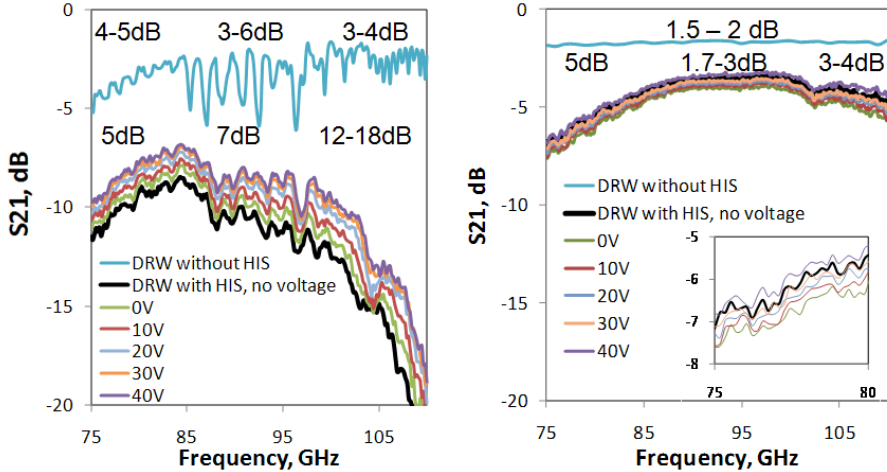 4-5dB 3-6dB 3-4dB
5dB 7dB 12-18dB
DRW without HIS
DRW with HIS, no voltage
0V
10V
20V
30V
40V
S21, dB
0
-5
-10
-15
-20
75 85 95 105
Frequency, GHz
1.5 – 2 dB
5dB 1.7-3dB 3-4dB
DRW without HIS
DRW with HIS, no voltage
0V
10V
20V
30V
40V
-5
-6
-7
-8
75 80
S21, dB
0
-5
-10
-15
-20
75 85 95 105
Frequency, GHz